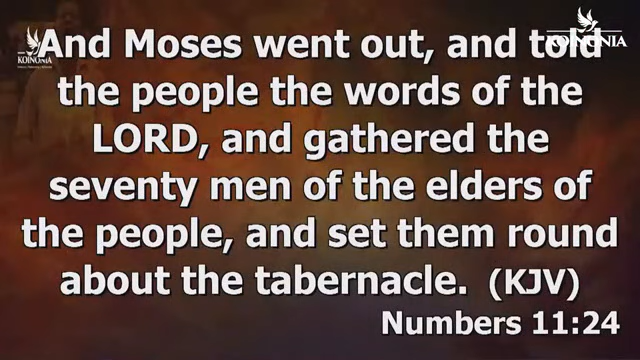 And Moses went out, and told
the people the words of the
LORD, and gathered the
seventy men of the elders of
the people, and set them round
about the tabernacle. (KJV)
Numbers 11:24
KOINONIA
KOINONIA